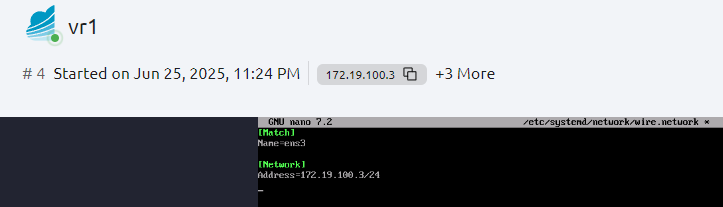 vr1
# 4 Started on Jun 25, 2025, 11:24 PM 172.19.100.3 +3 More
GNU nano 7.2 /etc/systemd/network/wire.network *
[Match]
Name=ens3
[Network]
Address=172.19.100.3/24